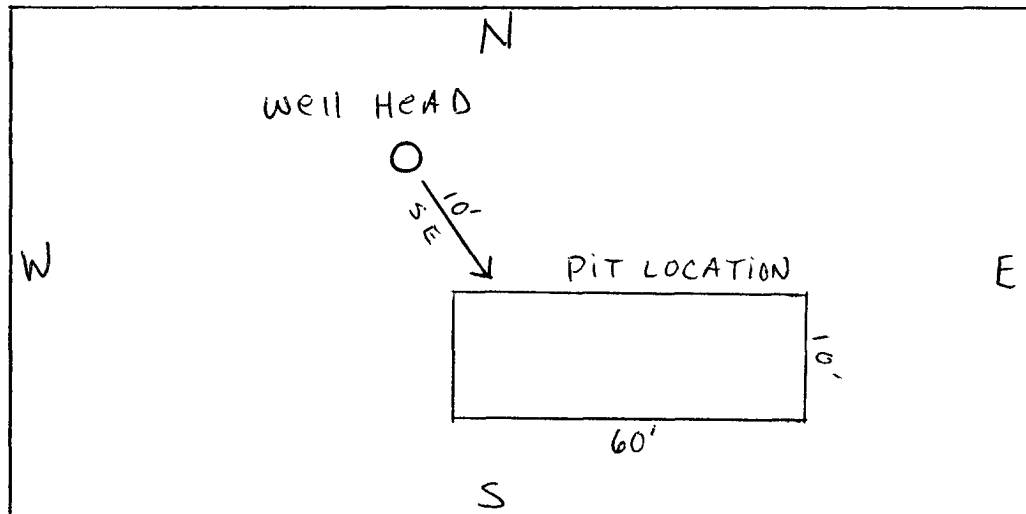 N
Well HeAD
10'
SE
W
PiT LOCATION
E
10'
60'
S